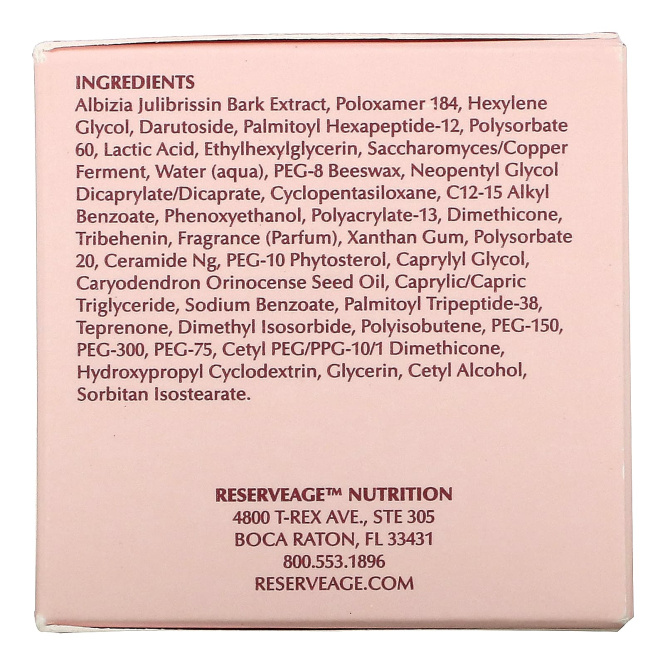 INGREDIENTS
Albizia Julibrissin Bark Extract, Poloxamer 184, Hexylene
Glycol, Darutoside, Palmitoyl Hexapeptide-12, Polysorbate
60, Lactic Acid, Ethylhexylglycerin, Saccharomyces/Copper
Ferment, Water (aqua), PEG-8 Beeswax, Neopentyl Glycol
Dicaprylate/Dicaprate, Cyclopentasiloxane, C12-15 Alkyl
Benzoate, Phenoxyethanol, Polyacrylate-13, Dimethicone,
Tribehenin, Fragrance (Parfum), Xanthan Gum, Polysorbate
20, Ceramide Ng, PEG-10 Phytosterol, Caprylyl Glycol,
Caryodendron Orinocense Seed Oil, Caprylic/Capric
Triglyceride, Sodium Benzoate, Palmitoyl Tripeptide-38,
Teprenone, Dimethyl Isosorbide, Polyisobutene, PEG-150,
PEG-300, PEG-75, Cetyl PEG/PPG-10/1 Dimethicone,
Hydroxypropyl Cyclodextrin, Glycerin, Cetyl Alcohol,
Sorbitan Isostearate.
RESERVEAGE™ NUTRITION
4800 T-REX AVE., STE 305
BOCA RATON, FL 33431
800.553.1896
RESERVEAGE.COM